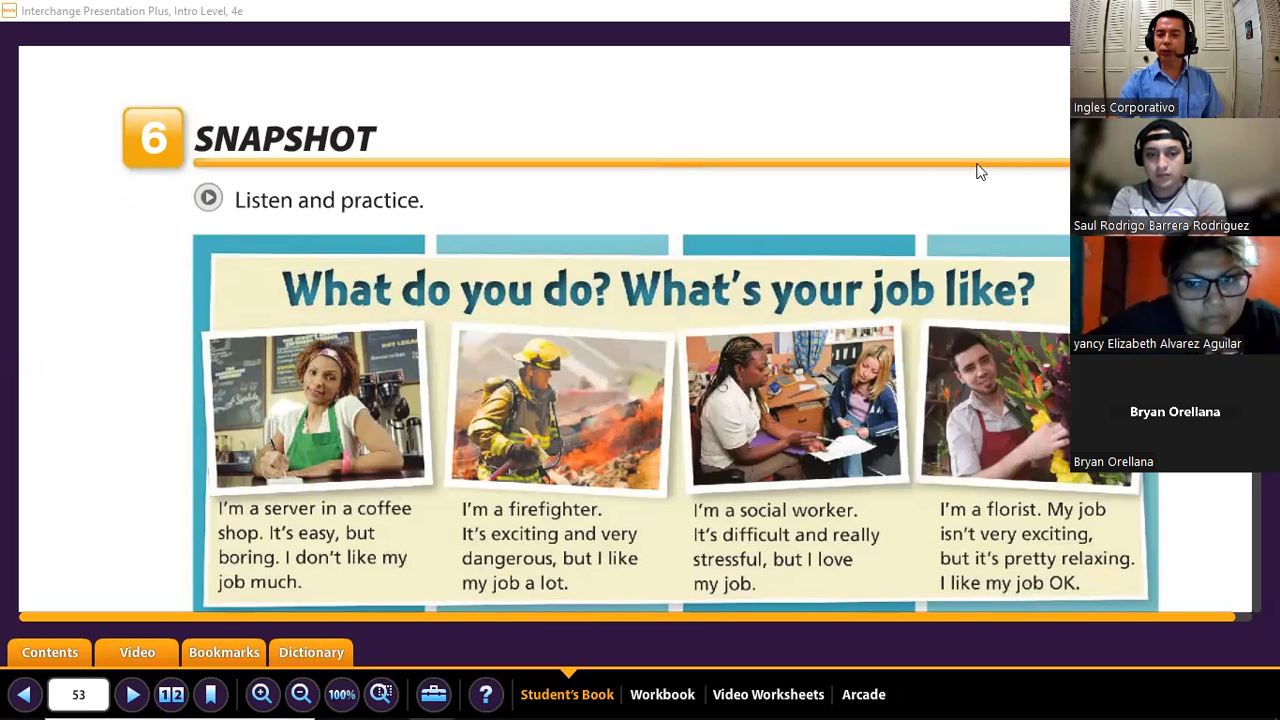 Interchange Presentation Plus, Intro Level, 4e
6 SNAPSHOT
Listen and practice.
What do you do? What's your job like?
I'm a server in a coffee
shop. It's easy, but
boring. I don't like my
job much.
I'm a firefighter.
It's exciting and very
dangerous, but I like
my job a lot.
I'm a social worker.
It's difficult and really
stressful, but I love
my job.
I'm a florist. My job
isn't very exciting,
but it's pretty relaxing.
I like my job OK.
Ingles Corporativo
Saul Rodrigo Barrera Rodriguez
yancy Elizabeth Alvarez Aguilar
Bryan Orellana
Bryan Orellana
Contents Video Bookmarks Dictionary
53 1 2 100% ? Student's Book Workbook Video Worksheets Arcade